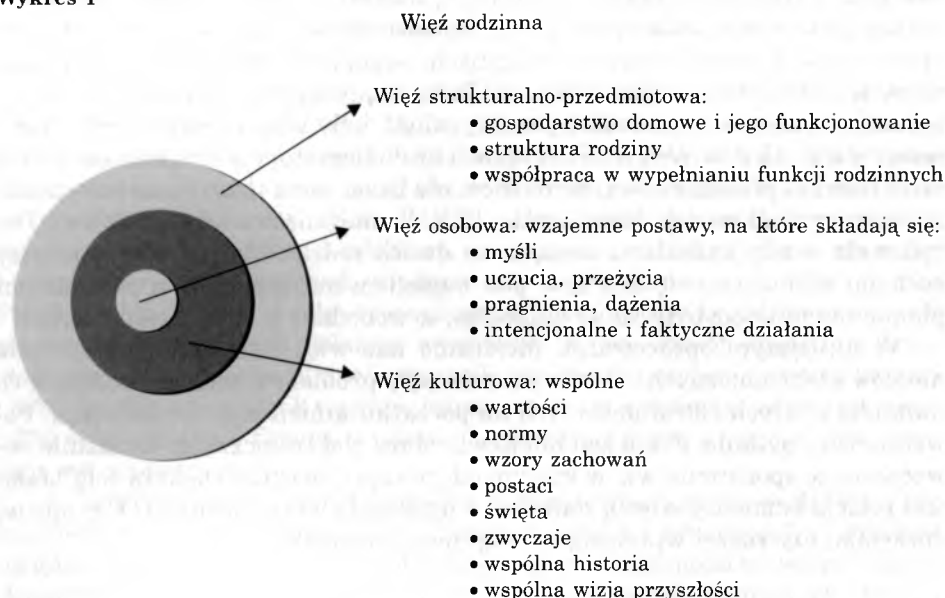 Wykres 1
Więź rodzinna
Więź strukturalno-przedmiotowa:
• gospodarstwo domowe i jego funkcjonowanie
• struktura rodziny
• współpraca w wypełnianiu funkcji rodzinnych
Więź osobowa: wzajemne postawy, na które składają się:
• myśli
• uczucia, przeżycia
• pragnienia, dążenia
• intencjonalne i faktyczne działania
Więź kulturowa: wspólne
• wartości
• normy
• wzory zachowań
• postaci
• święta
• zwyczaje
• wspólna historia
• wspólna wizja przyszłości